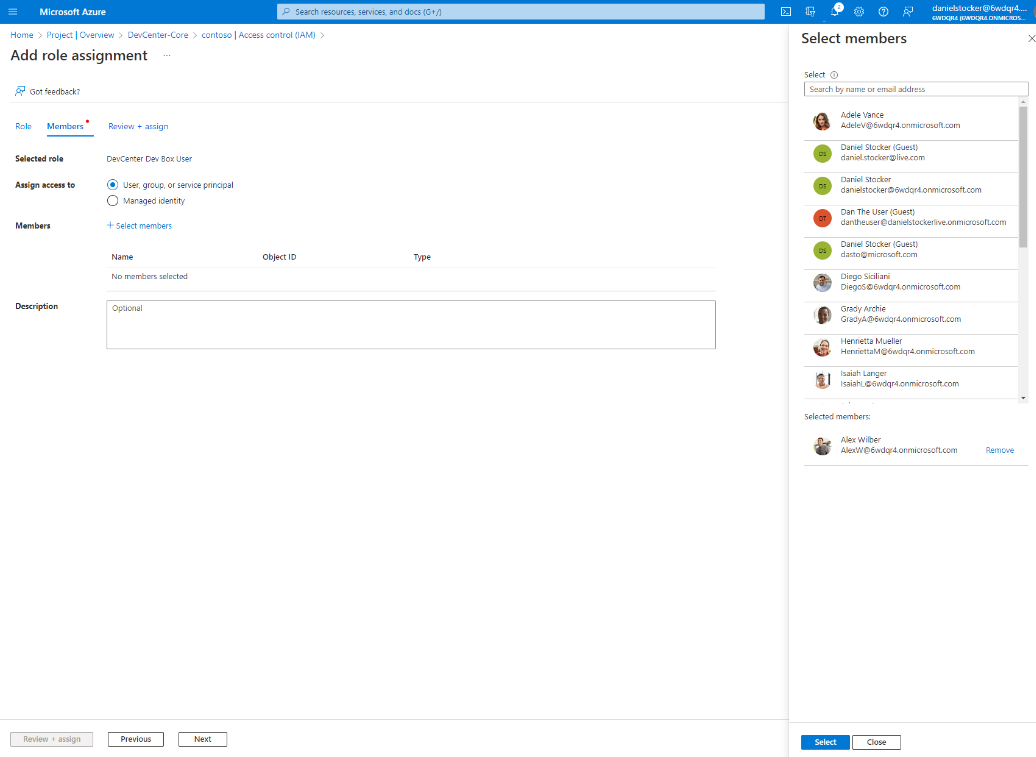 Microsoft Azure
Search resources, services, and docs (G+/)
2
danielstocker@6wdqr4....
6WDQR4 (6WDQR4.ONMICROS...
Home > Project | Overview > DevCenter-Core > contoso | Access control (IAM) >
Add role assignment ...
Got feedback?
Role Members Review + assign
Selected role DevCenter Dev Box User
Assign access to User, group, or service principal
Managed identity
Members + Select members
Name Object ID Type
No members selected
Description Optional
Review + assign Previous Next
Select members
Select
Search by name or email address
Adele Vance
AdeleV@6wdqr4.onmicrosoft.com
DS
Daniel Stocker (Guest)
daniel.stocker@live.com
DS
Daniel Stocker
danielstocker@6wdqr4.onmicrosoft.com
DT
Dan The User (Guest)
dantheuser@danielstockerlive.onmicrosoft.com
DS
Daniel Stocker (Guest)
dasto@microsoft.com
Diego Siciliani
DiegoS@6wdqr4.onmicrosoft.com
Grady Archie
GradyA@6wdqr4.onmicrosoft.com
Henrietta Mueller
HenriettaM@6wdqr4.onmicrosoft.com
Isaiah Langer
IsaiahL@6wdqr4.onmicrosoft.com
Selected members:
Alex Wilber
AlexW@6wdqr4.onmicrosoft.com
Remove
Select Close